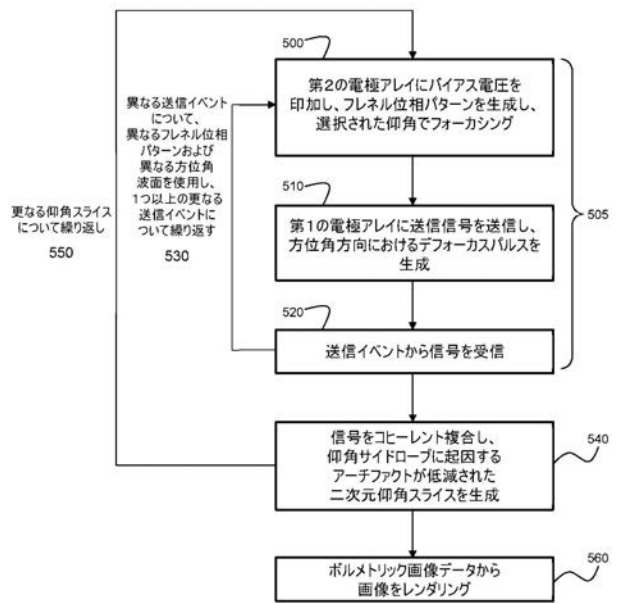 500
第2の電極アレイにバイアス電圧を
印加し、フレネル位相パターンを生成し、
選択された仰角でフォーカシング
505
510
第1の電極アレイに送信信号を送信し、
方位角方向におけるデフォーカスパルスを
生成
520
送信イベントから信号を受信
異なる送信イベント
について、
異なるフレネル位相
パターンおよび
異なる方位角
波面を使用し、
1つ以上の更なる
送信イベントに
ついて繰り返す
530
更なる仰角スライス
について繰り返し
550
信号をコヒーレント複合し、
仰角サイドローブに起因する
アーチファクトが低減された
二次元仰角スライスを生成
540
ボルメトリック画像データから
画像をレンダリング
560